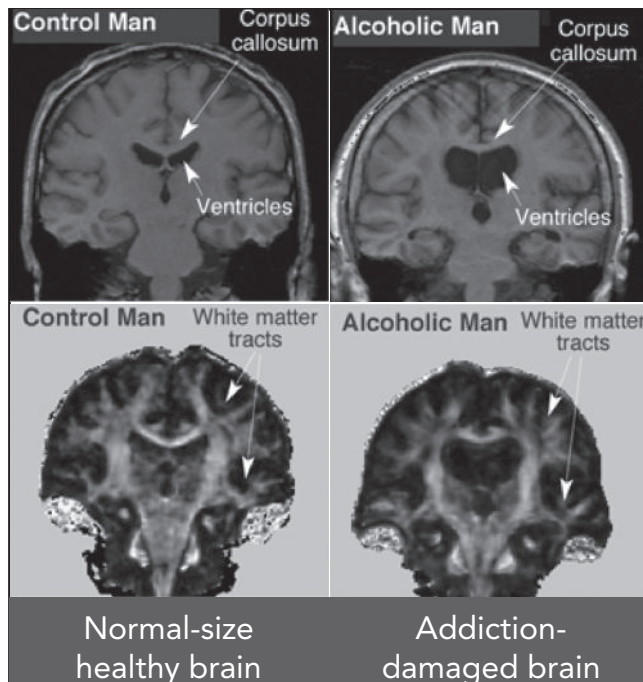 Control Man
Corpus
callosum
Ventricles
Alcoholic Man
Corpus
callosum
Ventricles
Control Man
White matter
tracts
Alcoholic Man
White matter
tracts
Normal-size
healthy brain
Addiction-
damaged brain